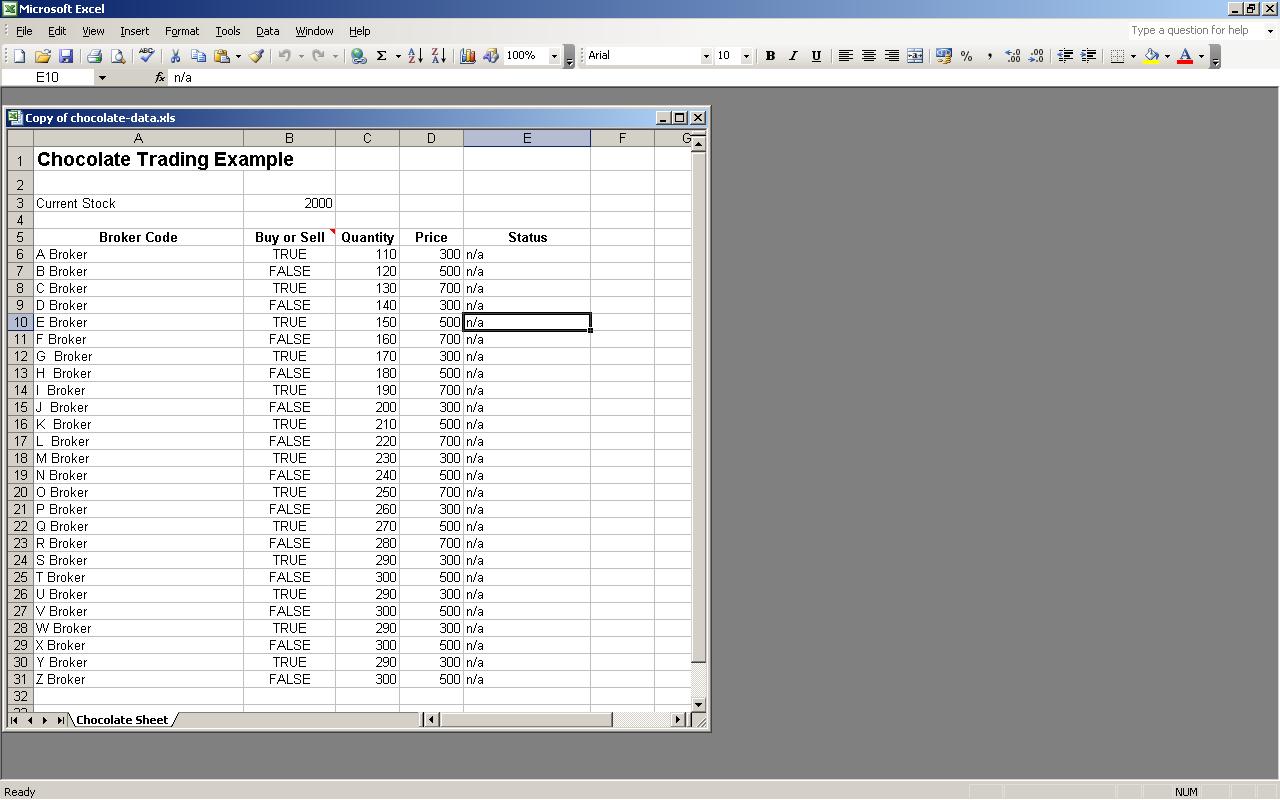 Microsoft Excel
File Edit View Insert Format Tools Data Window Help Type a question for help
100% Arial 10 B I U % ,
E10 fx n/a
Copy of chocolate-data.xls
A B C D E F G
1 Chocolate Trading Example
2
3 Current Stock 2000
4
5 Broker Code Buy or Sell Quantity Price Status
6 A Broker TRUE 110 300 n/a
7 B Broker FALSE 120 500 n/a
8 C Broker TRUE 130 700 n/a
9 D Broker FALSE 140 300 n/a
10 E Broker TRUE 150 500 n/a
11 F Broker FALSE 160 700 n/a
12 G Broker TRUE 170 300 n/a
13 H Broker FALSE 180 500 n/a
14 I Broker TRUE 190 700 n/a
15 J Broker FALSE 200 300 n/a
16 K Broker TRUE 210 500 n/a
17 L Broker FALSE 220 700 n/a
18 M Broker TRUE 230 300 n/a
19 N Broker FALSE 240 500 n/a
20 O Broker TRUE 250 700 n/a
21 P Broker FALSE 260 300 n/a
22 Q Broker TRUE 270 500 n/a
23 R Broker FALSE 280 700 n/a
24 S Broker TRUE 290 300 n/a
25 T Broker FALSE 300 500 n/a
26 U Broker TRUE 290 300 n/a
27 V Broker FALSE 300 500 n/a
28 W Broker TRUE 290 300 n/a
29 X Broker FALSE 300 500 n/a
30 Y Broker TRUE 290 300 n/a
31 Z Broker FALSE 300 500 n/a
32
Chocolate Sheet
Ready NUM